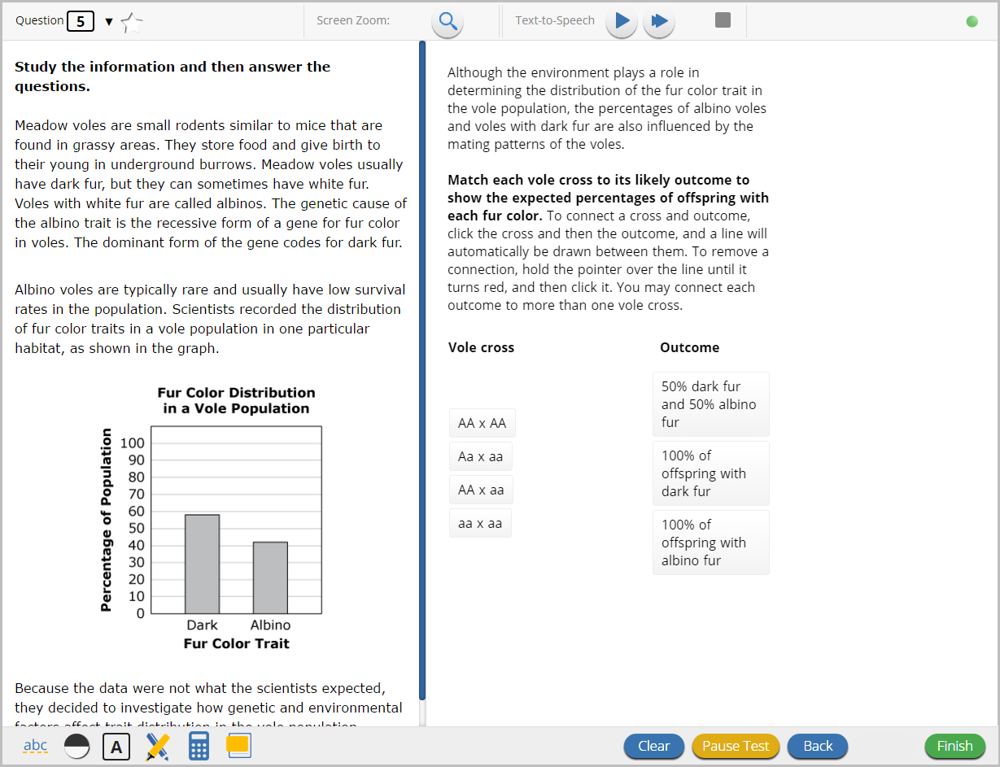 Question 5 ▼ Screen Zoom: Text-to-Speech
Study the information and then answer the
questions.
Meadow voles are small rodents similar to mice that are
found in grassy areas. They store food and give birth to
their young in underground burrows. Meadow voles usually
have dark fur, but they can sometimes have white fur.
Voles with white fur are called albinos. The genetic cause of
the albino trait is the recessive form of a gene for fur color
in voles. The dominant form of the gene codes for dark fur.
Albino voles are typically rare and usually have low survival
rates in the population. Scientists recorded the distribution
of fur color traits in a vole population in one particular
habitat, as shown in the graph.
Fur Color Distribution
in a Vole Population
Percentage of Population
100
90
80
70
60
50
40
30
20
10
0
Dark Albino
Fur Color Trait
Because the data were not what the scientists expected,
they decided to investigate how genetic and environmental
factors affect trait distribution in the vole population.
Although the environment plays a role in
determining the distribution of the fur color trait in
the vole population, the percentages of albino voles
and voles with dark fur are also influenced by the
mating patterns of the voles.
Match each vole cross to its likely outcome to
show the expected percentages of offspring with
each fur color. To connect a cross and outcome,
click the cross and then the outcome, and a line will
automatically be drawn between them. To remove a
connection, hold the pointer over the line until it
turns red, and then click it. You may connect each
outcome to more than one vole cross.
Vole cross
AA x AA
Aa x aa
AA x aa
aa x aa
Outcome
50% dark fur
and 50% albino
fur
100% of
offspring with
dark fur
100% of
offspring with
albino fur
abc A Clear Pause Test Back Finish